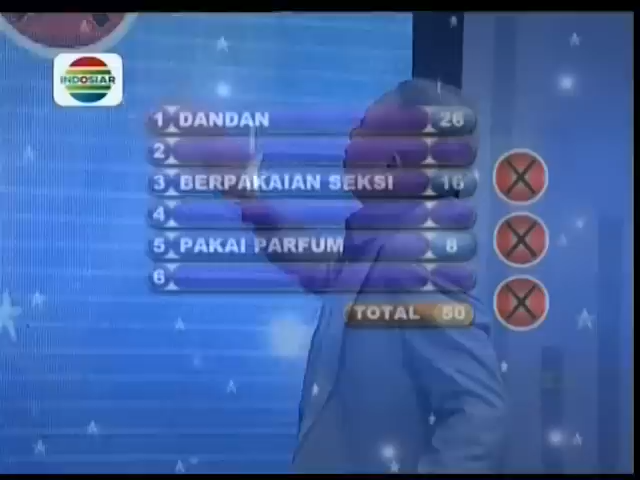 INDOSIAR
1 DANDAN 26
2
3 BERPAKAIAN SEKSI 16
4
5 PAKAI PARFUM 8
6
TOTAL 50